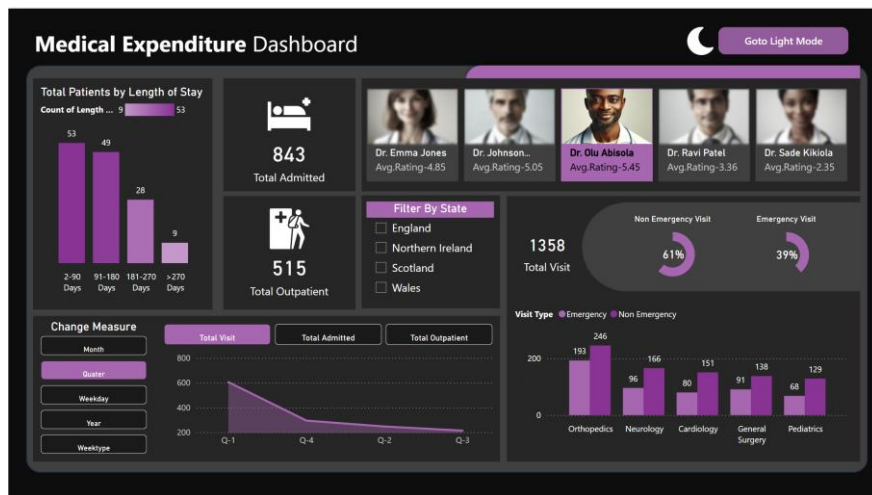 Medical Expenditure Dashboard
Goto Light Mode
Total Patients by Length of Stay
Count of Length ... 9 53
53
49
28
9
2-90 Days
91-180 Days
181-270 Days
>270 Days
843
Total Admitted
515
Total Outpatient
Dr. Emma Jones
Avg.Rating-4.85
Dr. Johnson...
Avg.Rating-5.05
Dr. Olu Abisola
Avg.Rating-5.45
Dr. Ravi Patel
Avg.Rating-3.36
Dr. Sade Kikiola
Avg.Rating-2.35
Filter By State
England
Northern Ireland
Scotland
Wales
1358
Total Visit
Non Emergency Visit
61%
Emergency Visit
39%
Change Measure
Month
Quater
Weekday
Year
Weektype
Total Visit
Total Admitted
Total Outpatient
800
600
400
200
Q-1
Q-4
Q-2
Q-3
Visit Type Emergency Non Emergency
200
0
193
246
96
166
80
151
91
138
68
129
Orthopedics
Neurology
Cardiology
General
Surgery
Pediatrics